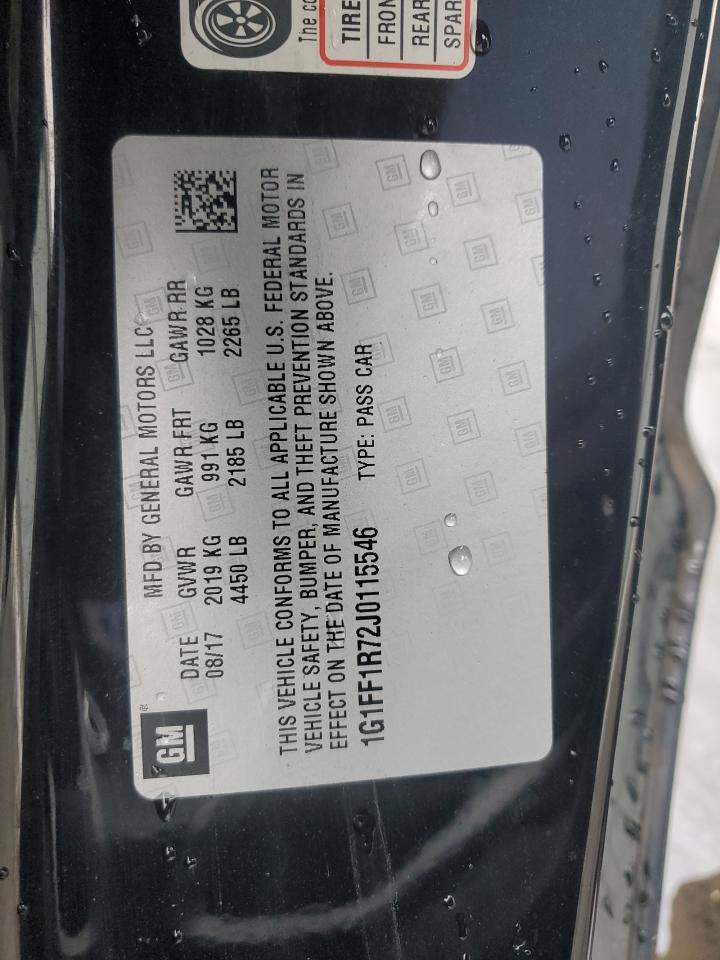 The
TIRE
FRON
REAR
SPAR
GM
MFD BY GENERAL MOTORS LLC
DATE GVWR GAWR FRT GAWR RR
08/17 2019 KG 991 KG 1028 KG
4450 LB 2185 LB 2265 LB
THIS VEHICLE CONFORMS TO ALL APPLICABLE U.S. FEDERAL MOTOR
VEHICLE SAFETY, BUMPER, AND THEFT PREVENTION STANDARDS IN
EFFECT ON THE DATE OF MANUFACTURE SHOWN ABOVE.
1G1FF1R72J0115546 TYPE: PASS CAR